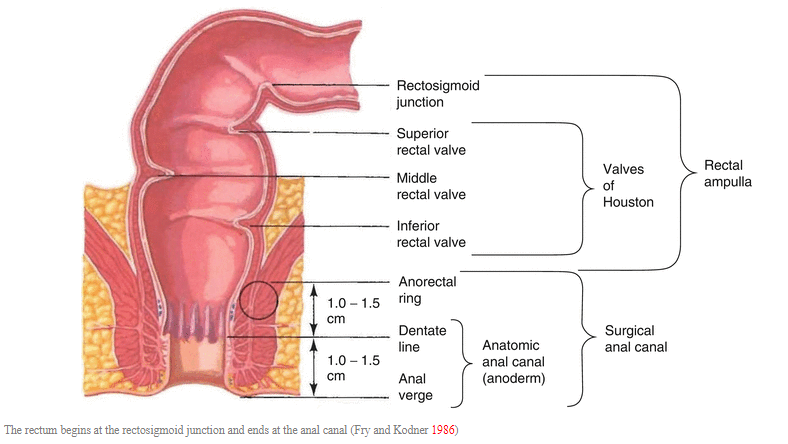 Rectosigmoid
junction
Superior
rectal valve
Middle
rectal valve
Inferior
rectal valve
Valves
of
Houston
Rectal
ampulla
Anorectal
ring
1.0 – 1.5
cm
Dentate
line
1.0 – 1.5
cm
Anal
verge
Anatomic
anal canal
(anoderm)
Surgical
anal canal
The rectum begins at the rectosigmoid junction and ends at the anal canal (Fry and Kodner 1986)